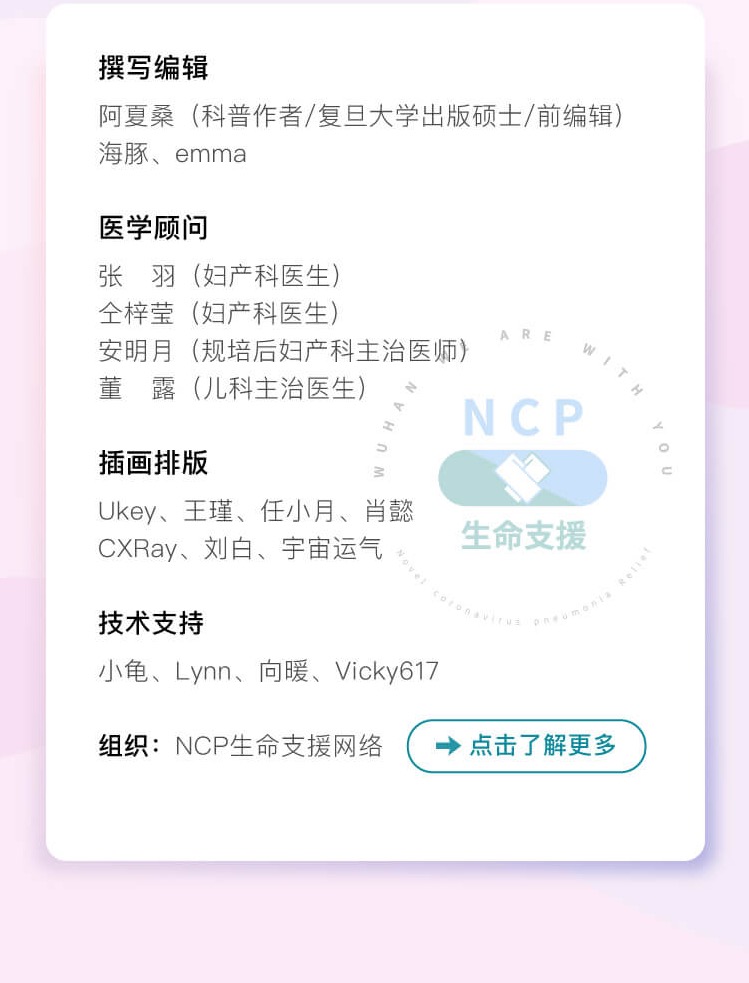 撰写编辑
阿夏桑（科普作者/复旦大学出版硕士/前编辑）
海豚、emma
医学顾问
张　羽（妇产科医生）
仝梓莹（妇产科医生）
安明月（规培后妇产科主治医师）
董　露（儿科主治医生）
插画排版
Ukey、王瑾、任小月、肖懿
CXRay、刘白、宇宙运气
技术支持
小龟、Lynn、向暖、Vicky617
组织：NCP生命支援网络
➡ 点击了解更多
WUHAN WE ARE WITH YOU
NCP
生命支援
Novel coronavirus pneumonia Relief